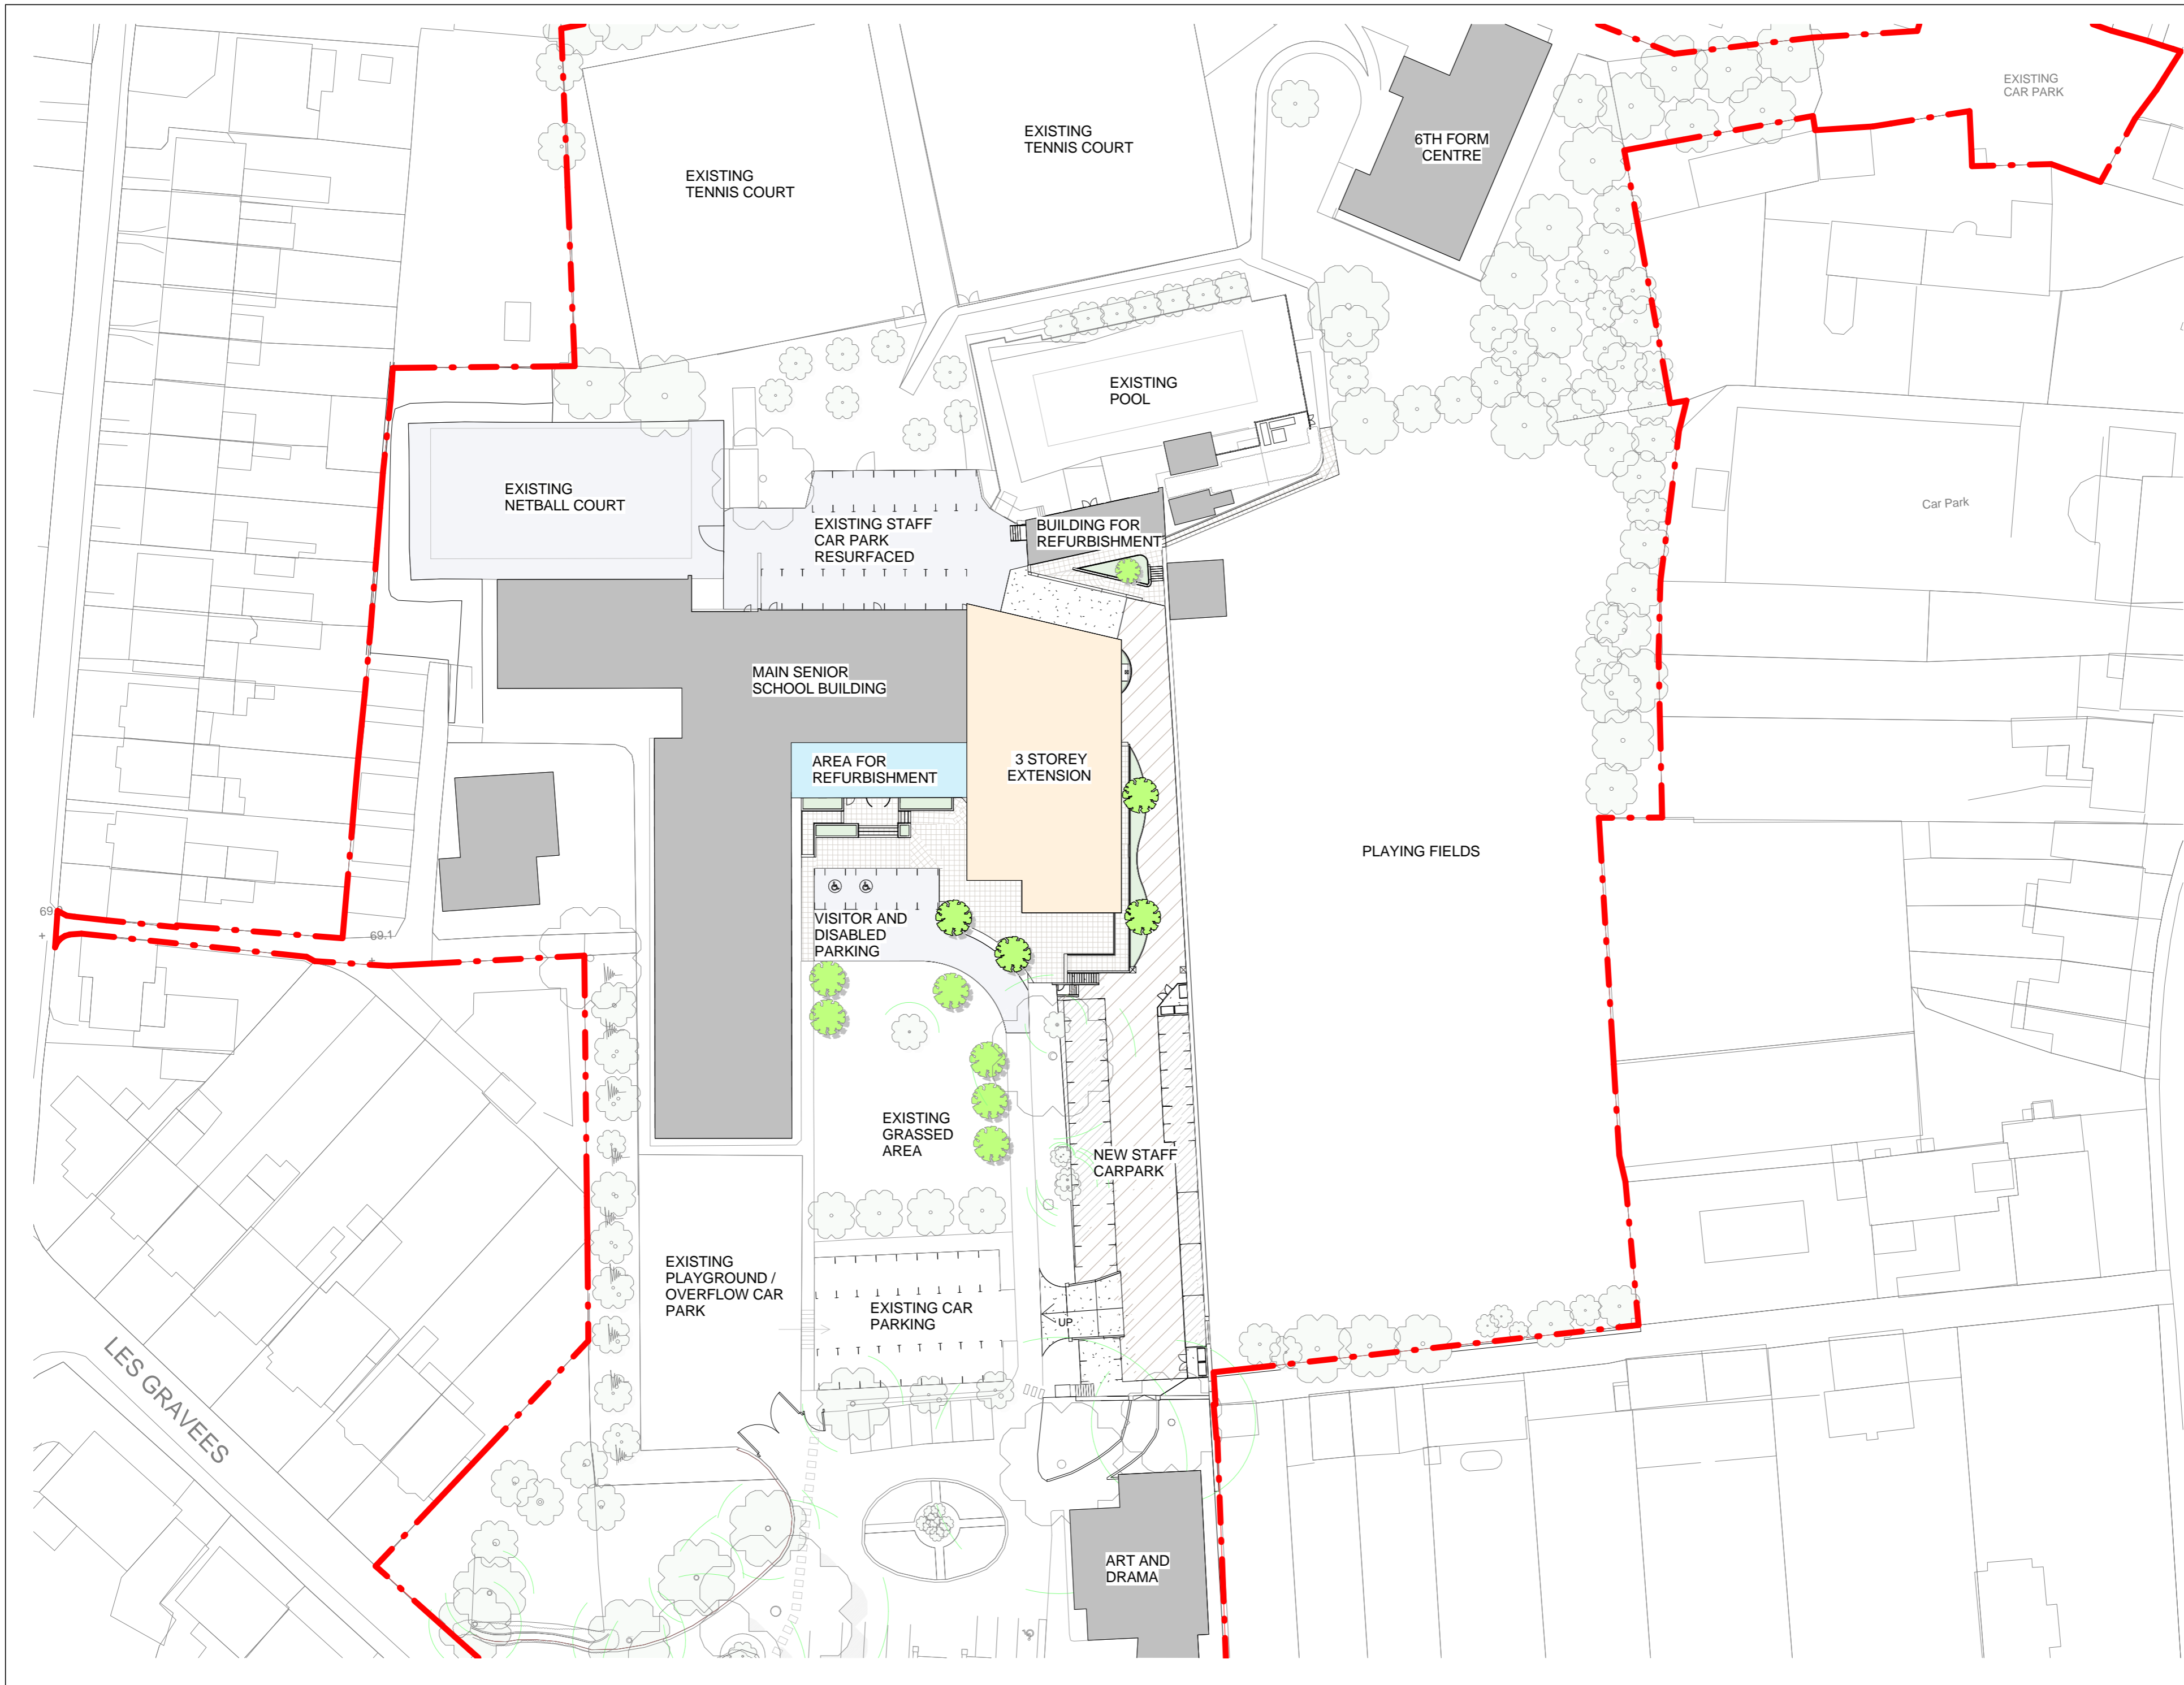 EXISTING
CAR PARK
EXISTING
TENNIS COURT
6TH FORM
CENTRE
EXISTING
TENNIS COURT
EXISTING
POOL
EXISTING
NETBALL COURT
Car Park
EXISTING STAFF
CAR PARK
RESURFACED
BUILDING FOR
REFURBISHMENT
MAIN SENIOR
SCHOOL BUILDING
AREA FOR
REFURBISHMENT
3 STOREY
EXTENSION
PLAYING FIELDS
VISITOR AND
DISABLED
PARKING
69.1
EXISTING
GRASSED
AREA
NEW STAFF
CARPARK
EXISTING
PLAYGROUND /
OVERFLOW CAR
PARK
EXISTING CAR
PARKING
UP
LES GRAVEES
ART AND
DRAMA